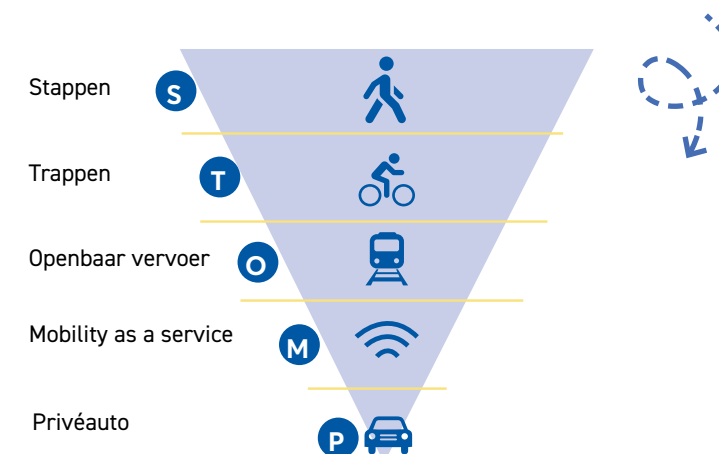 Stappen S
Trappen T
Openbaar vervoer O
Mobility as a service M
Privéauto P